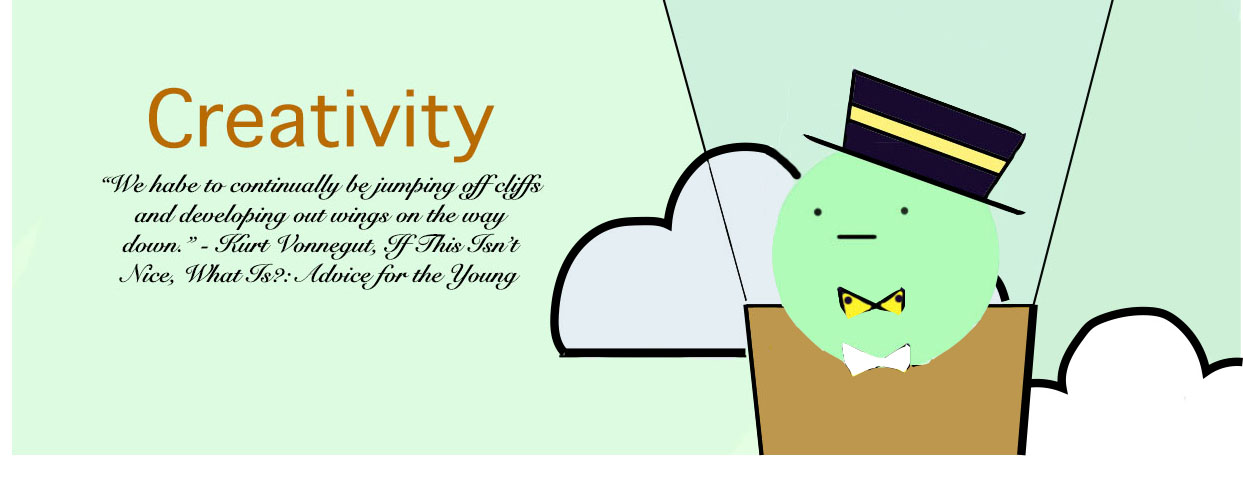 Creativity
“We habe to continually be jumping off cliffs
and developing out wings on the way
down.” - Kurt Vonnegut, If This Isn’t
Nice, What Is?: Advice for the Young